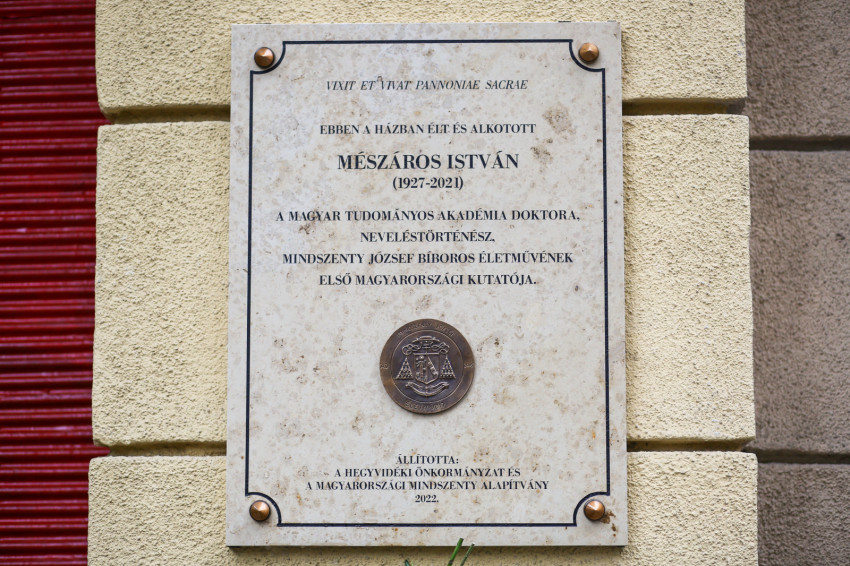 VIXIT ET VIVAT PANNONIAE SACRAE
EBBEN A HÁZBAN ÉLT ÉS ALKOTOTT
MÉSZÁROS ISTVÁN
(1927-2021)
A MAGYAR TUDOMÁNYOS AKADÉMIA DOKTORA,
NEVELÉSTÖRTÉNÉSZ,
MINDSZENTY JÓZSEF BÍBOROS ÉLETMŰVÉNEK
ELSŐ MAGYARORSZÁGI KUTATÓJA.
ÁLLÍTOTTA:
A HEGYVIDÉKI ÖNKORMÁNYZAT ÉS
A MAGYARORSZÁGI MINDSZENTY ALAPÍTVÁNY
2022.